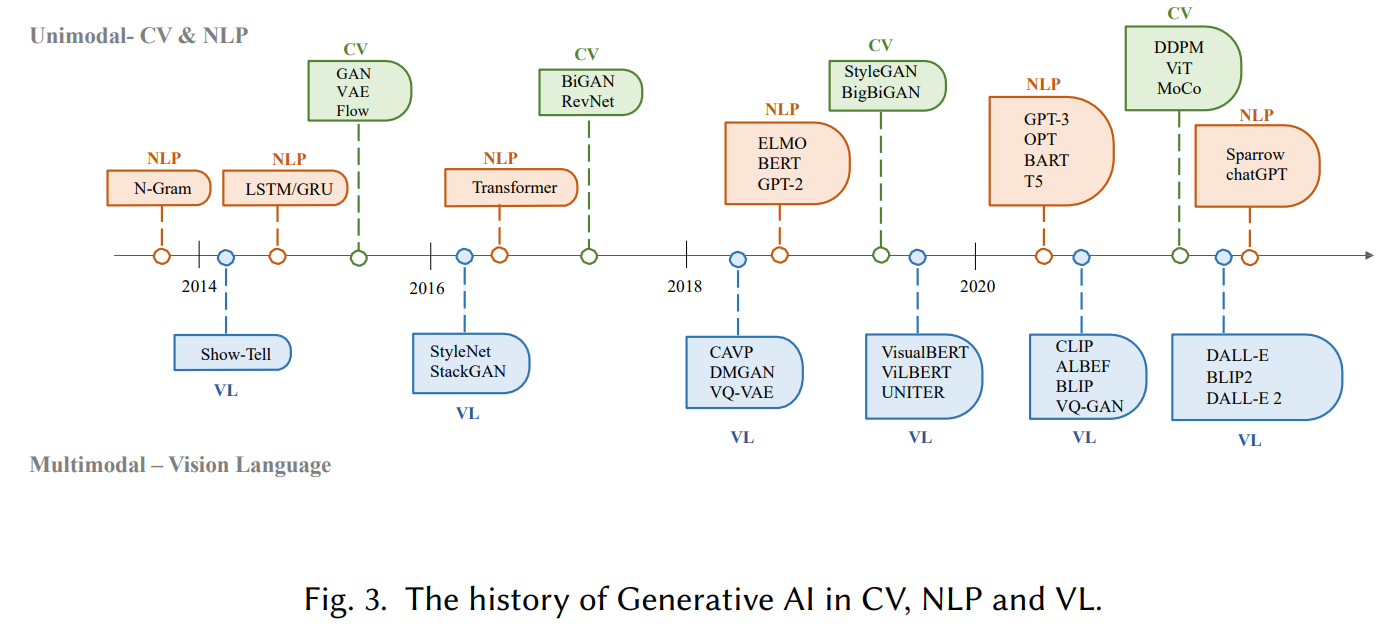 Unimodal- CV & NLP
CV
GAN
VAE
Flow
CV
BiGAN
RevNet
CV
StyleGAN
BigBiGAN
CV
DDPM
ViT
MoCo
NLP
N-Gram
NLP
LSTM/GRU
NLP
Transformer
NLP
ELMO
BERT
GPT-2
NLP
GPT-3
OPT
BART
T5
NLP
Sparrow
chatGPT
2014
2016
2018
2020
Show-Tell
VL
StyleNet
StackGAN
VL
CAVP
DMGAN
VQ-VAE
VL
VisualBERT
ViLBERT
UNITER
VL
CLIP
ALBEF
BLIP
VQ-GAN
VL
DALL-E
BLIP2
DALL-E 2
VL
Multimodal – Vision Language
Fig. 3. The history of Generative AI in CV, NLP and VL.